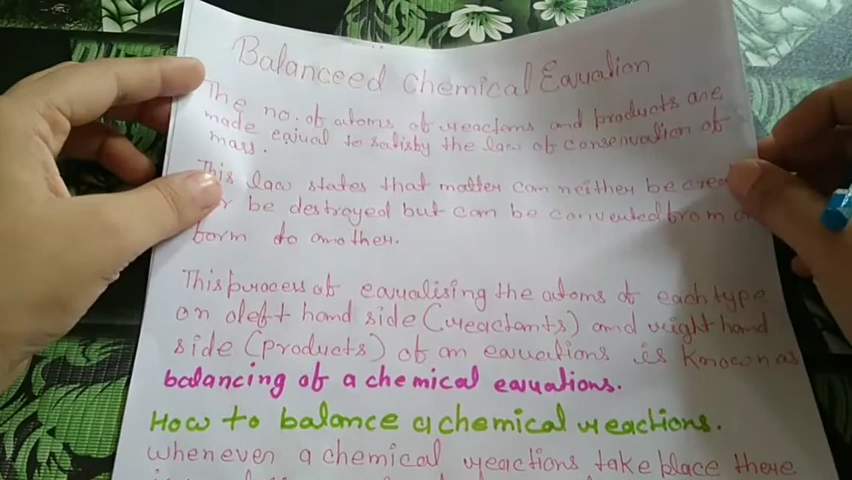 Balanceed Chemical Equation
The no. of atoms of reactions and products are
made equal to satisby the law of conservation of
mass.
This law states that matter can neither be
be destroyed but can be converted from
form to another.
This process of equalising the atoms of each type
on left hand side (reactants) and right hand
side (products) of an equations is known as
balancing of a chemical equations.
How to balance a chemical reactions.
Whenever a chemical reactions take place there